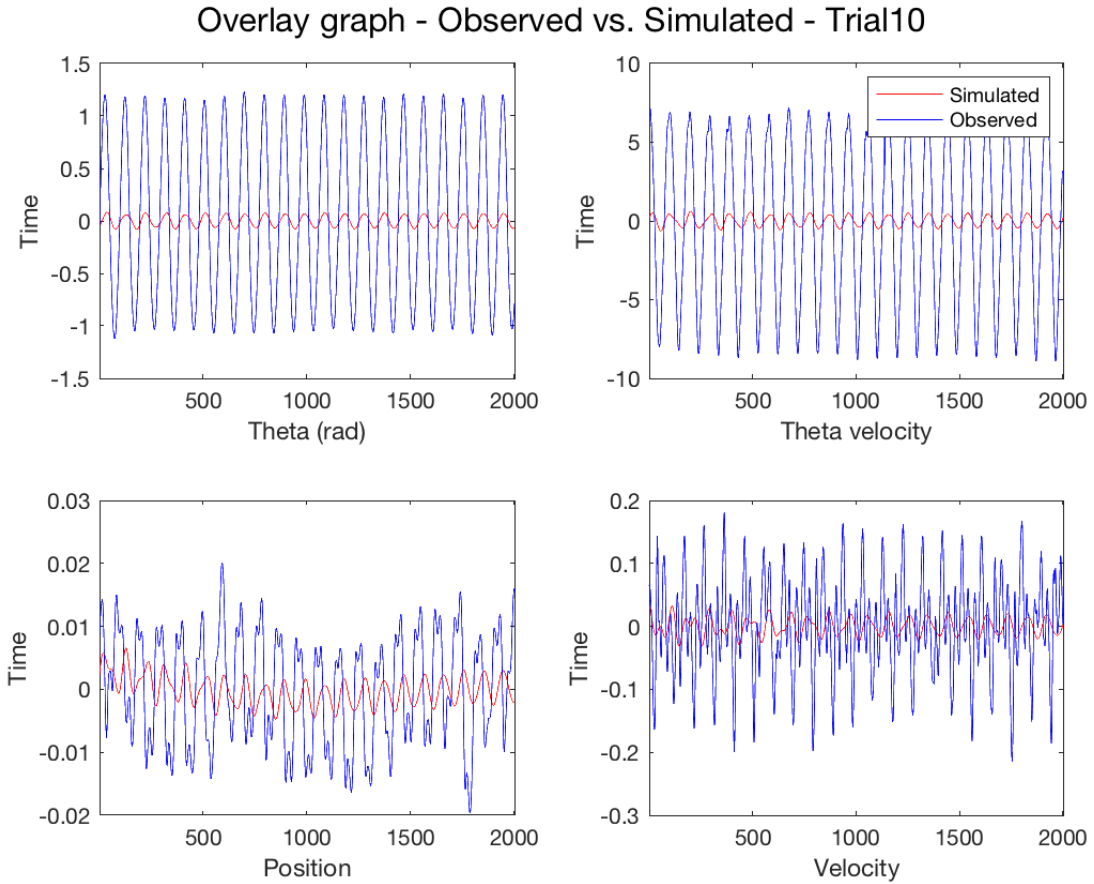 Overlay graph - Observed vs. Simulated - Trial10
1.5
1
0.5
0
-0.5
-1
-1.5
Time
500 1000 1500 2000
Theta (rad)
10
5
0
-5
-10
Time
Simulated
Observed
500 1000 1500 2000
Theta velocity
0.03
0.02
0.01
0
-0.01
-0.02
Time
500 1000 1500 2000
Position
0.2
0.1
0
-0.1
-0.2
-0.3
Time
500 1000 1500 2000
Velocity